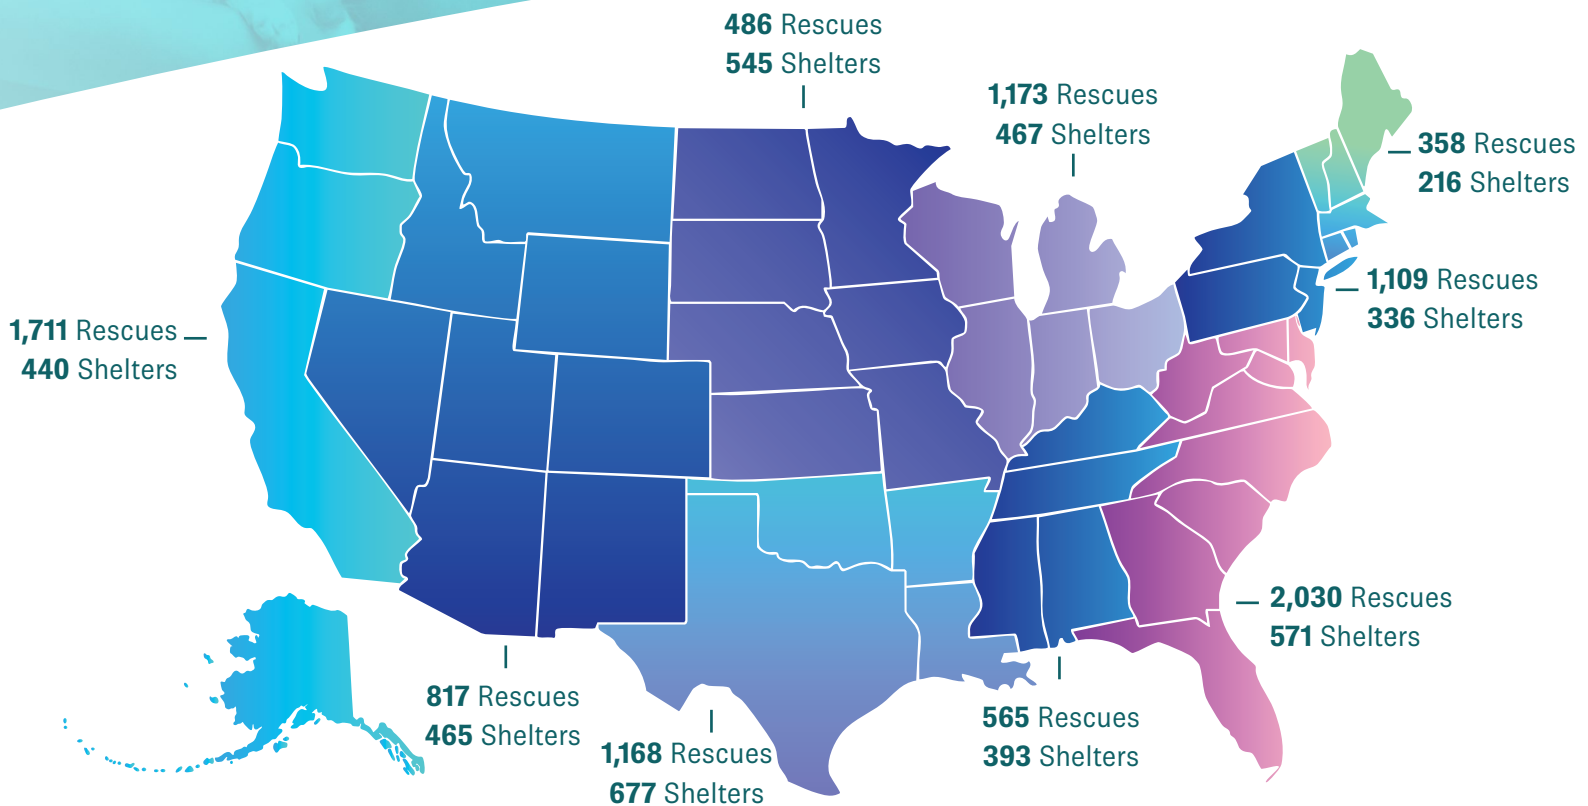 486 Rescues
545 Shelters
1,173 Rescues
467 Shelters
358 Rescues
216 Shelters
1,109 Rescues
336 Shelters
1,711 Rescues
440 Shelters
2,030 Rescues
571 Shelters
817 Rescues
465 Shelters
1,168 Rescues
677 Shelters
565 Rescues
393 Shelters